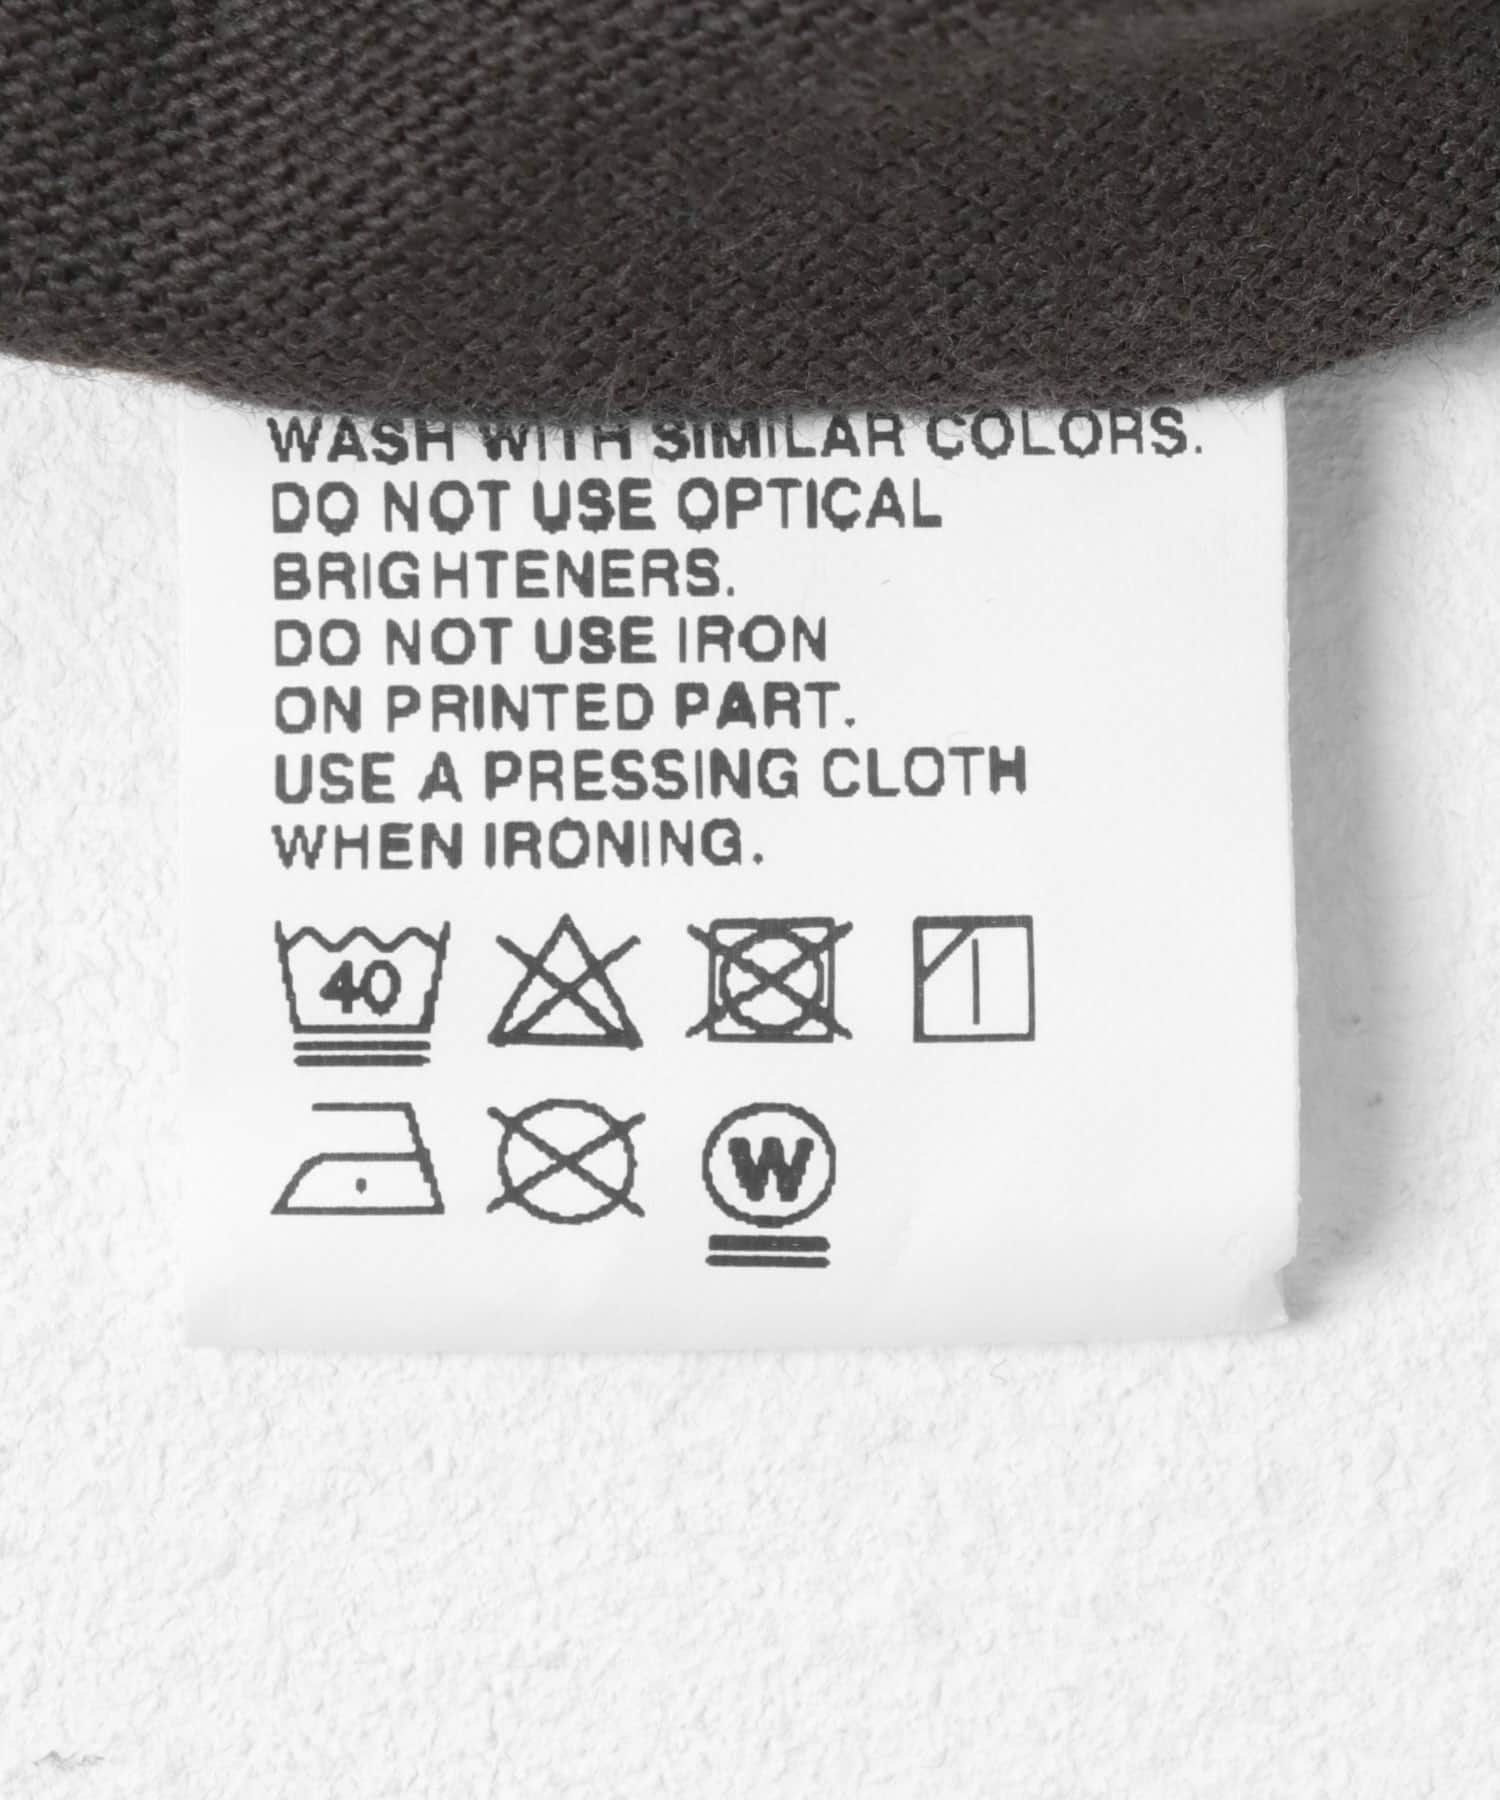 WASH WITH SIMILAR COLORS.
DO NOT USE OPTICAL
BRIGHTENERS.
DO NOT USE IRON
ON PRINTED PART.
USE A PRESSING CLOTH
WHEN IRONING.
40
W